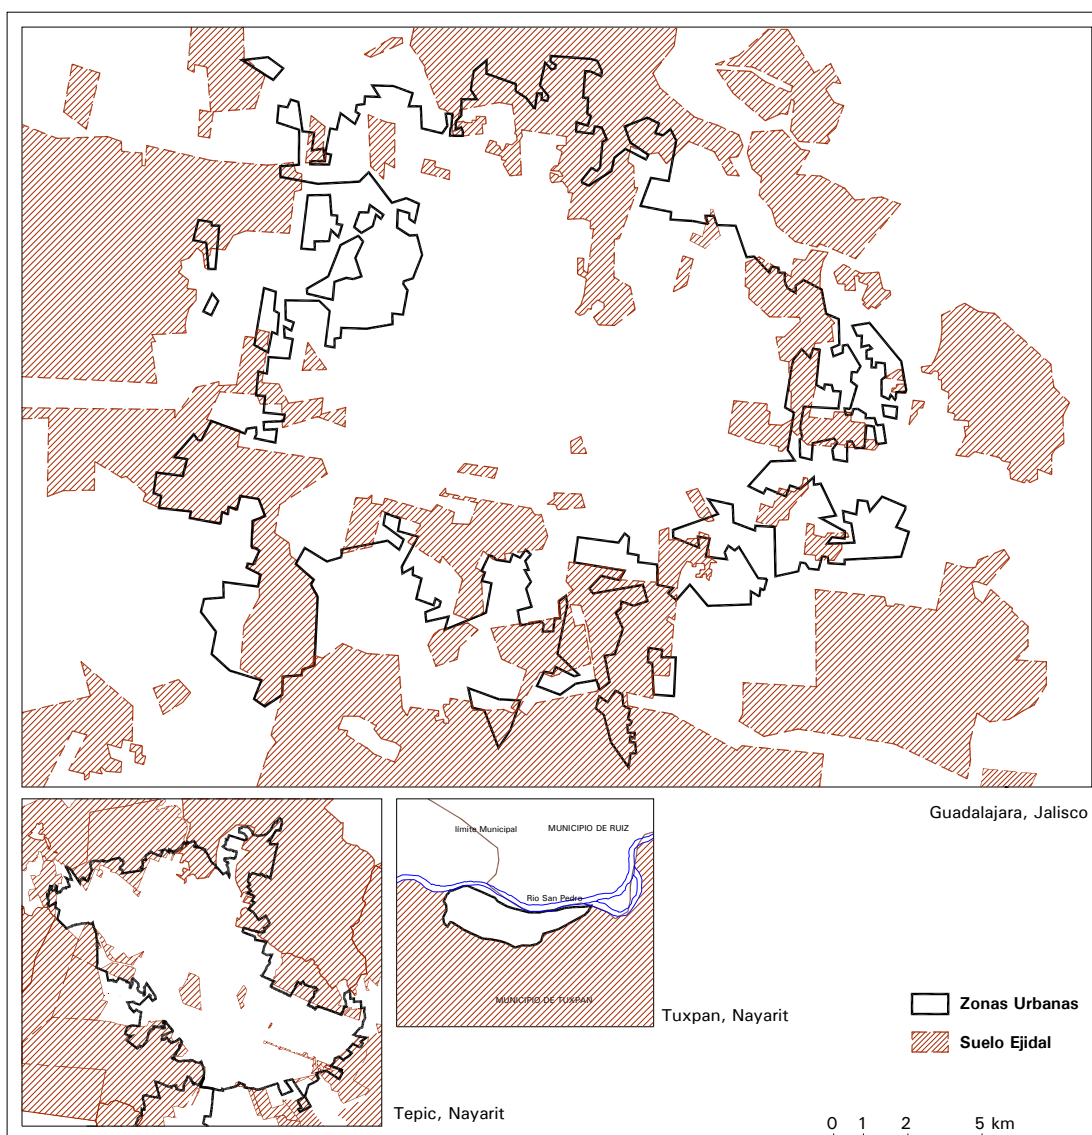 Guadalajara, Jalisco
límite Municipal
MUNICIPIO DE RUIZ
Rio San Pedro
MUNICIPIO DE TUXPAN
Tuxpan, Nayarit
Zonas Urbanas
Suelo Ejidal
Tepic, Nayarit
0 1 2 5 km